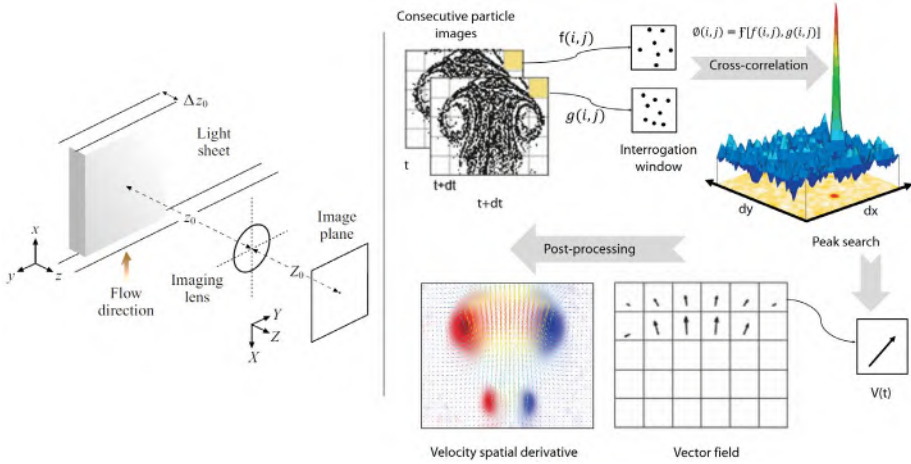 Δz₀
Light
sheet
z₀
x
y
z
Flow
direction
Imaging
lens
Image
plane
Z₀
Y
Z
X
Consecutive particle
images
t
t+dt
t+dt
f(i,j)
g(i,j)
Interrogation
window
Ø(i,j) = Ƒ[f(i,j), g(i,j)]
Cross-correlation
dy
dx
Peak search
Post-processing
V(t)
Velocity spatial derivative
Vector field